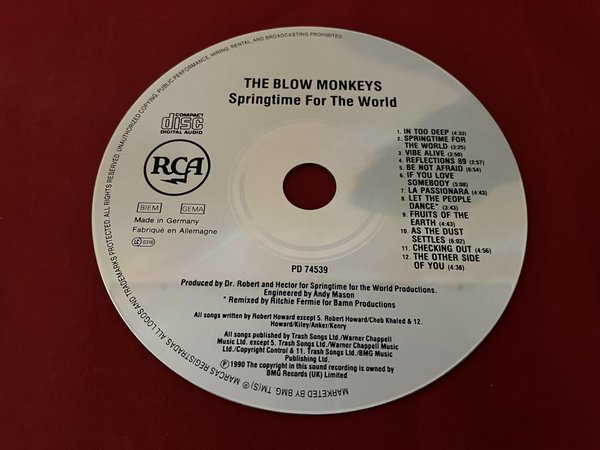 THE BLOW MONKEYS
Springtime For The World
COMPACT
disc
DIGITAL AUDIO
RCA
BIEM GEMA
Made in Germany
Fabriqué en Allemagne
LC 0316
1. IN TOO DEEP (4:33)
2. SPRINGTIME FOR
THE WORLD (3:25)
3. VIBE ALIVE (2:50)
4. REFLECTIONS 89 (2:57)
5. BE NOT AFRAID (5:54)
6. IF YOU LOVE
SOMEBODY (5:08)
7. LA PASSIONARA (4:43)
8. LET THE PEOPLE
DANCE* (3:43)
9. FRUITS OF THE
EARTH (4:43)
10. AS THE DUST
SETTLES (6:02)
11. CHECKING OUT (4:56)
12. THE OTHER SIDE
OF YOU (4:38)
PD 74539
Produced by Dr. Robert and Hector for Springtime for the World Productions.
Engineered by Andy Mason
* Remixed by Ritchie Fermie for Bamn Productions
All songs written by Robert Howard except 5. Robert Howard/Cheb Khaled & 12.
Howard/Kiley/Anker/Kenry
All songs published by Trash Songs Ltd./Warner Chappell
Music Ltd. except 5. Trash Songs Ltd./Warner Chappell Music
Ltd./Copyright Control & 11. Trash Songs Ltd./BMG Music
Publishing Ltd.
℗ 1990 The copyright in this sound recording is owned by
BMG Records (UK) Limited
MARKETED BY BMG. TM(S) ® MARCAS REGISTRADAS ALL LOGOS AND TRADEMARKS PROTECTED ALL RIGHTS RESERVED. UNAUTHORIZED COPYING, PUBLIC PERFORMANCE, HIRING, RENTAL, AND BROADCASTING PROHIBITED